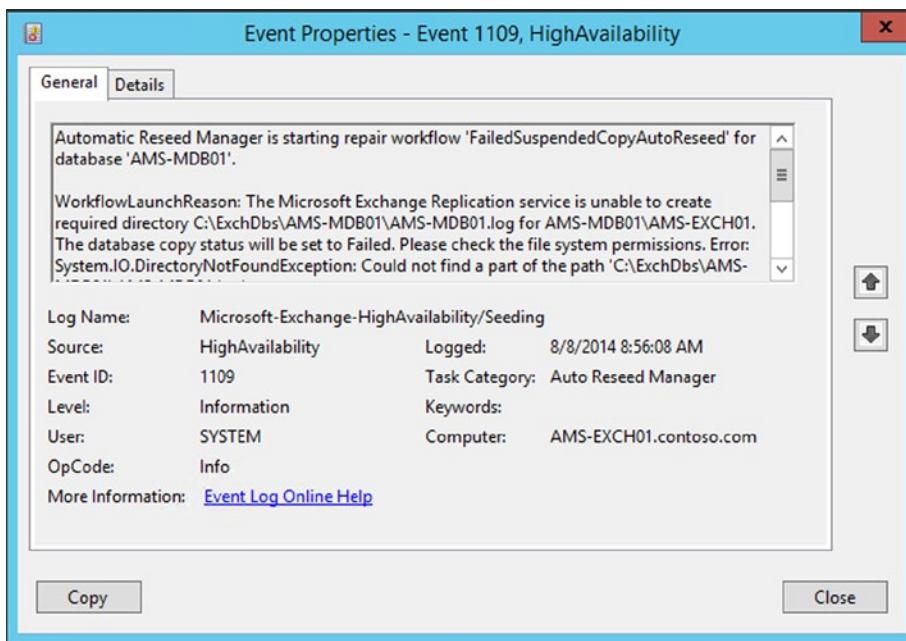 Event Properties - Event 1109, HighAvailability
x
General
Details
Automatic Reseed Manager is starting repair workflow 'FailedSuspendedCopyAutoReseed' for
database 'AMS-MDB01'.
WorkflowLaunchReason: The Microsoft Exchange Replication service is unable to create
required directory C:\ExchDbs\AMS-MDB01\AMS-MDB01.log for AMS-MDB01\AMS-EXCH01.
The database copy status will be set to Failed. Please check the file system permissions. Error:
System.IO.DirectoryNotFoundException: Could not find a part of the path 'C:\ExchDbs\AMS-
Log Name: Microsoft-Exchange-HighAvailability/Seeding
Source: HighAvailability Logged: 8/8/2014 8:56:08 AM
Event ID: 1109 Task Category: Auto Reseed Manager
Level: Information Keywords:
User: SYSTEM Computer: AMS-EXCH01.contoso.com
OpCode: Info
More Information: Event Log Online Help
Copy
Close